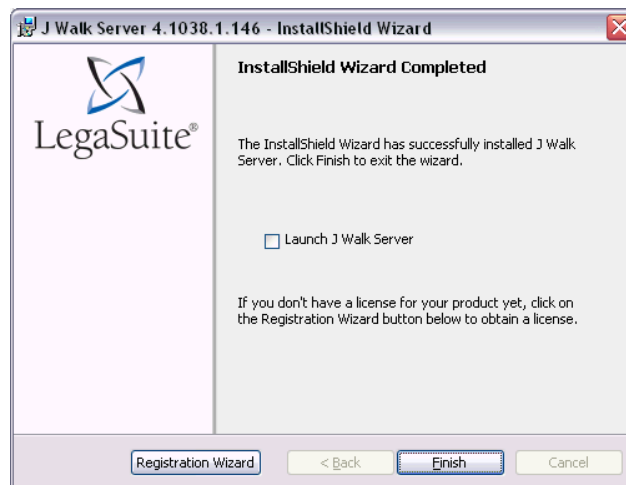 J Walk Server 4.1038.1.146 - InstallShield Wizard
LegaSuite®
InstallShield Wizard Completed
The InstallShield Wizard has successfully installed J Walk
Server. Click Finish to exit the wizard.
Launch J Walk Server
If you don't have a license for your product yet, click on
the Registration Wizard button below to obtain a license.
Registration Wizard
< Back
Finish
Cancel